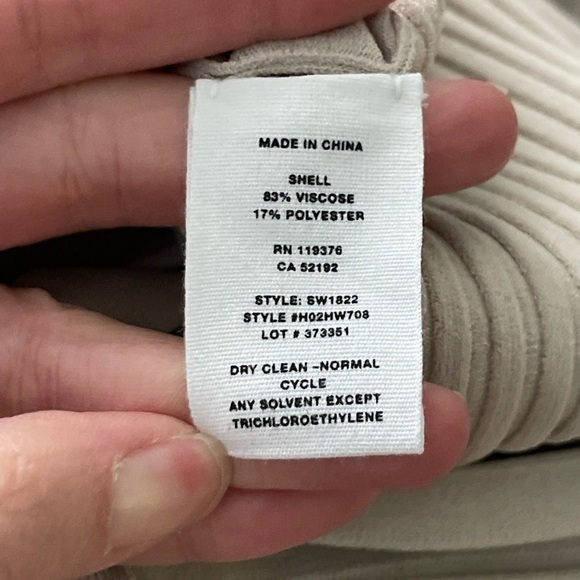 MADE IN CHINA
SHELL
83% VISCOSE
17% POLYESTER
RN 119376
CA 52192
STYLE: SW1822
STYLE #H02HW708
LOT # 373351
DRY CLEAN -NORMAL
CYCLE
ANY SOLVENT EXCEPT
TRICHLOROETHYLENE